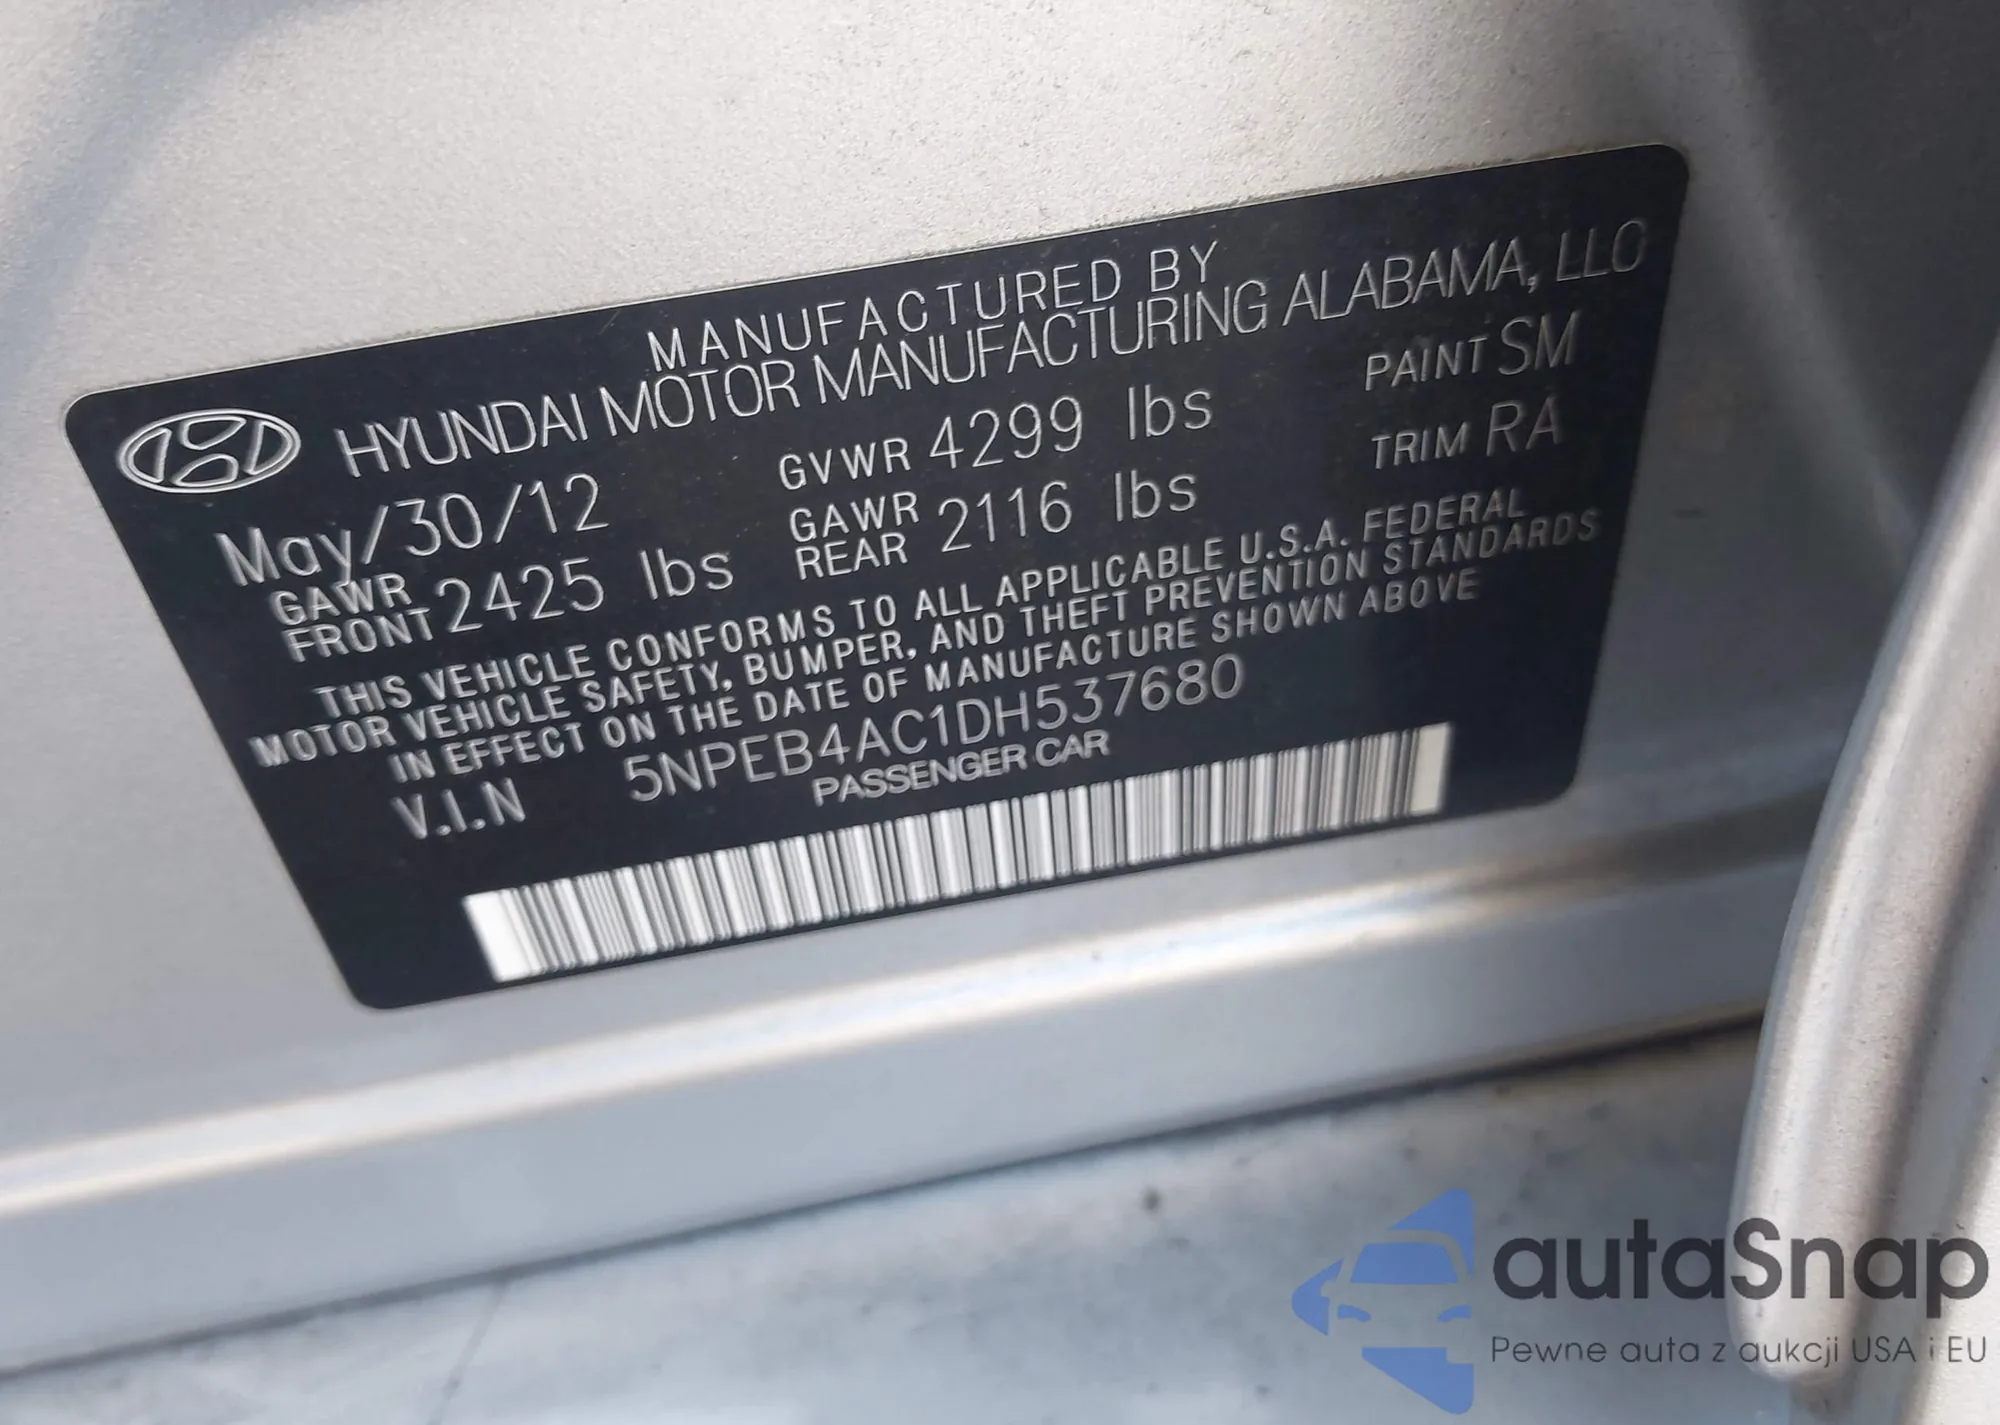 MANUFACTURED BY
HYUNDAI MOTOR MANUFACTURING ALABAMA, LLC
May/30/12 GVWR 4299 lbs PAINT SM
GAWR FRONT 2425 lbs GAWR REAR 2116 lbs TRIM RA
THIS VEHICLE CONFORMS TO ALL APPLICABLE U.S.A. FEDERAL
MOTOR VEHICLE SAFETY, BUMPER, AND THEFT PREVENTION STANDARDS
IN EFFECT ON THE DATE OF MANUFACTURE SHOWN ABOVE
V.I.N 5NPEB4AC1DH537680
PASSENGER CAR
autaSnap
Pewne auta z aukcji USA i EU